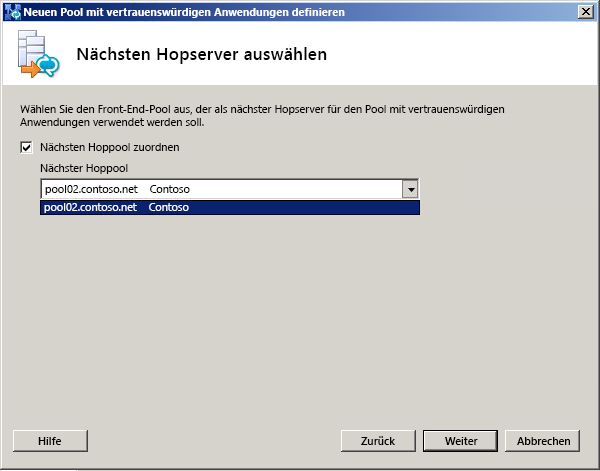 Neuen Pool mit vertrauenswürdigen Anwendungen definieren
Nächsten Hopserver auswählen
Wählen Sie den Front-End-Pool aus, der als nächster Hopserver für den Pool mit vertrauenswürdigen
Anwendungen verwendet werden soll.
Nächsten Hoppool zuordnen
Nächster Hoppool
pool02.contoso.net Contoso
pool02.contoso.net Contoso
Hilfe Zurück Weiter Abbrechen